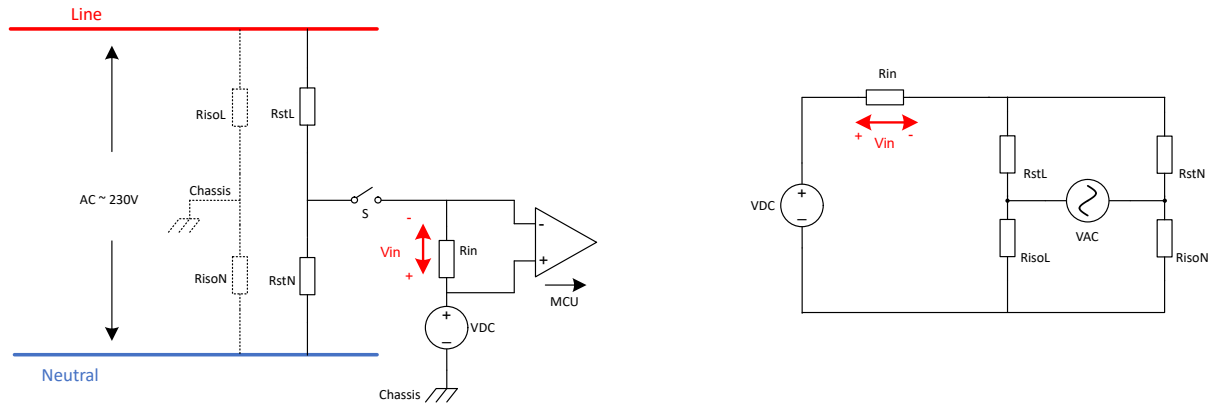 Line
RisoL
RstL
Chassis
AC ~ 230V
S
-
Vin
+
Rin
-
+
MCU
RisoN
RstN
+
VDC
Neutral
Chassis
Rin
+ Vin -
RstL
RstN
+
VDC
VAC
RisoL
RisoN